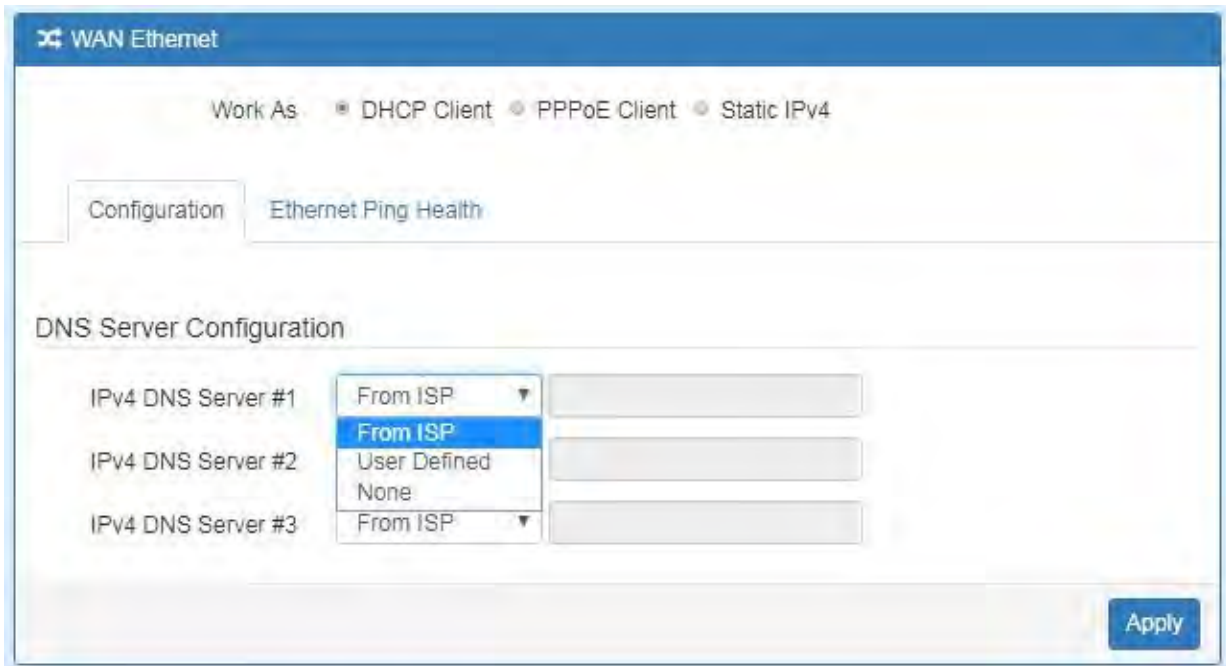 WAN Ethernet
Work As DHCP Client PPPoE Client Static IPv4
Configuration Ethernet Ping Health
DNS Server Configuration
IPv4 DNS Server #1 From ISP
From ISP
IPv4 DNS Server #2 User Defined
None
IPv4 DNS Server #3 From ISP
Apply